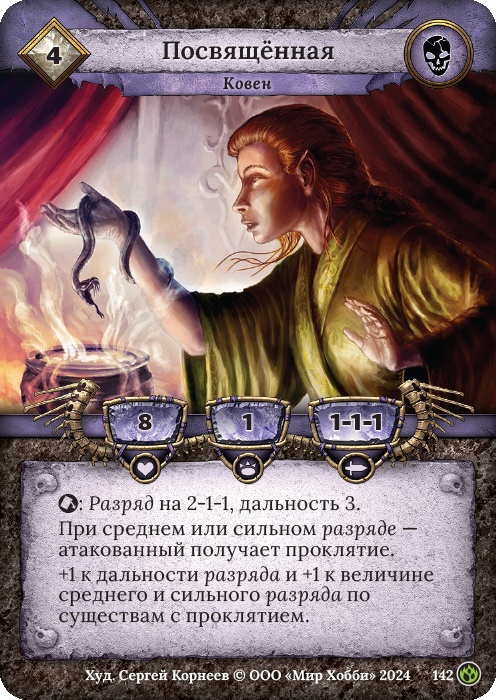 4
Посвящённая
Ковен
8 1 1-1-1
: Разряд на 2-1-1, дальность 3.
При среднем или сильном разряде —
атакованный получает проклятие.
+1 к дальности разряда и +1 к величине
среднего и сильного разряда по
существам с проклятием.
Худ. Сергей Корнеев © ООО «Мир Хобби» 2024 142